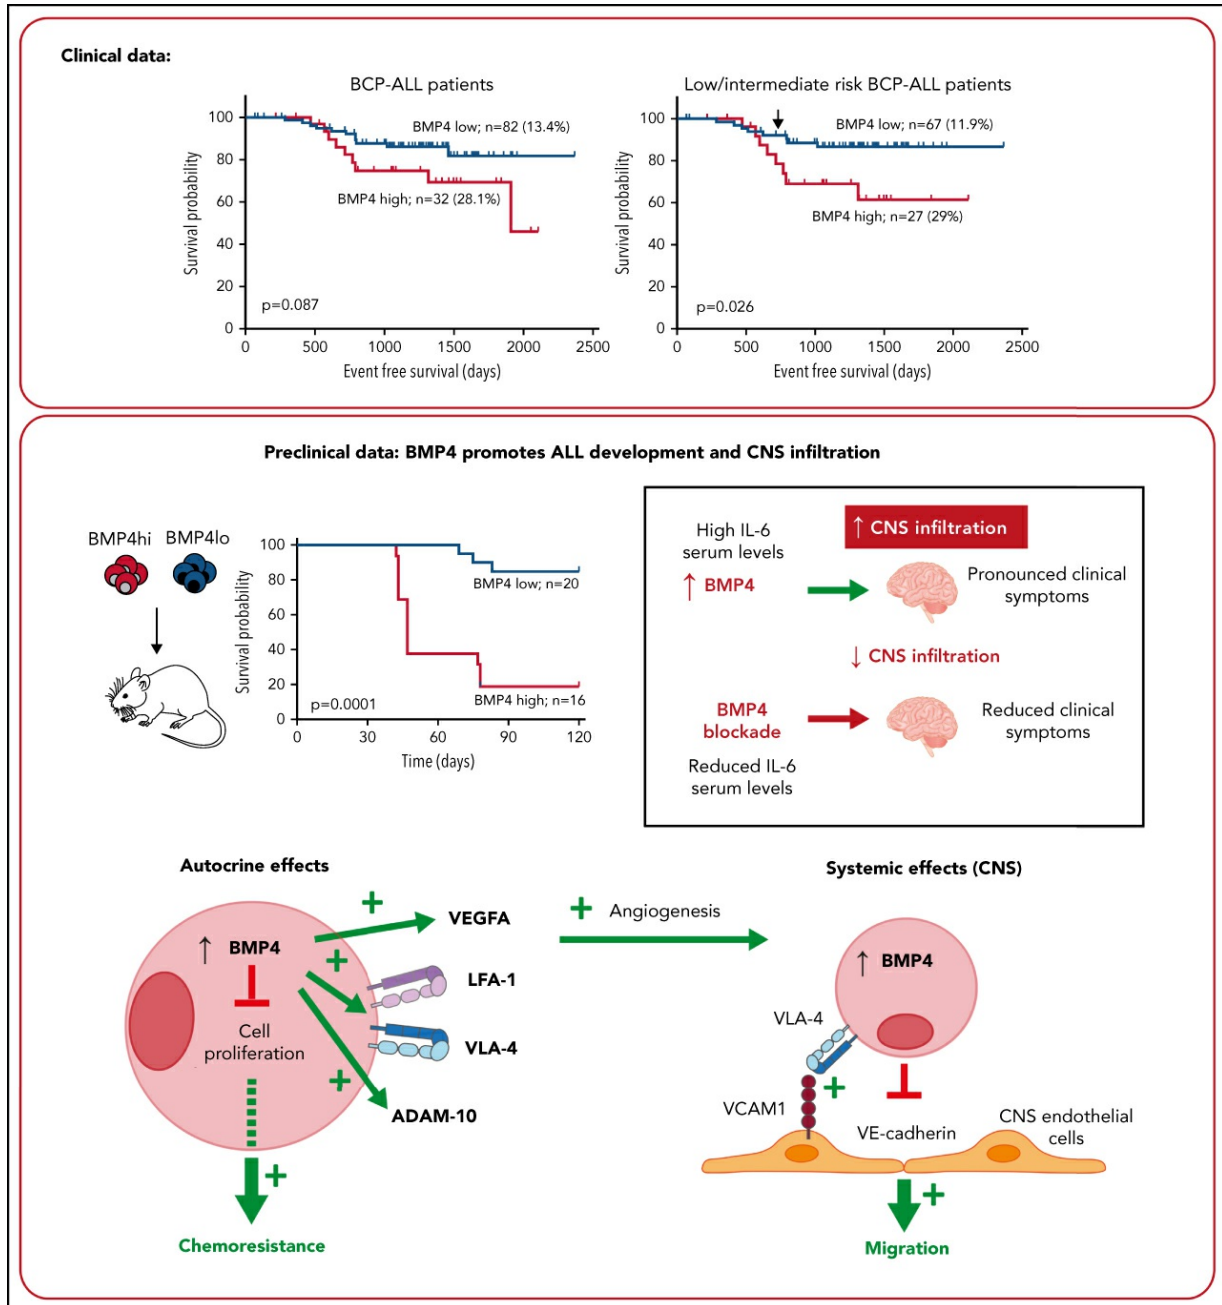 Clinical data:
BCP-ALL patients
Survival probability
100
80
60
40
20
0
BMP4 low; n=82 (13.4%)
BMP4 high; n=32 (28.1%)
p=0.087
0 500 1000 1500 2000 2500
Event free survival (days)
Low/intermediate risk BCP-ALL patients
Survival probability
100
80
60
40
20
0
BMP4 low; n=67 (11.9%)
BMP4 high; n=27 (29%)
p=0.026
0 500 1000 1500 2000 2500
Event free survival (days)
Preclinical data: BMP4 promotes ALL development and CNS infiltration
BMP4hi BMP4lo
Survival probability
100
80
60
40
20
0
BMP4 low; n=20
BMP4 high; n=16
p=0.0001
0 30 60 90 120
Time (days)
High IL-6
serum levels
↑ BMP4
↑ CNS infiltration
Pronounced clinical
symptoms
↓ CNS infiltration
BMP4
blockade
Reduced IL-6
serum levels
Reduced clinical
symptoms
Autocrine effects
↑ BMP4
Cell
proliferation
+
VEGFA
+
LFA-1
VLA-4
+
ADAM-10
+
Chemoresistance
+ Angiogenesis
Systemic effects (CNS)
↑ BMP4
VLA-4
+
VCAM1
VE-cadherin
CNS endothelial
cells
+
Migration